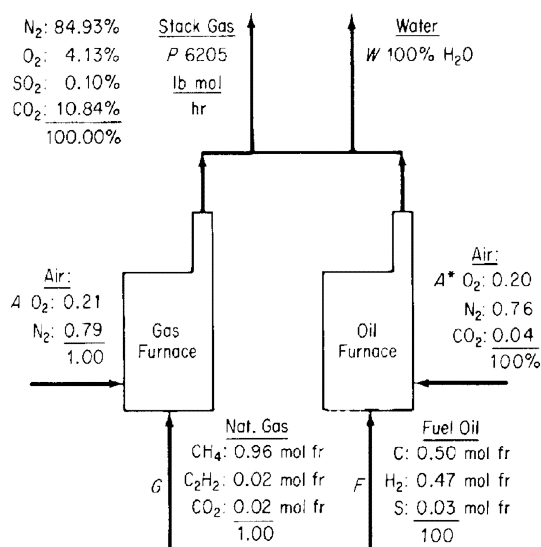 N₂: 84.93%
O₂: 4.13%
SO₂: 0.10%
CO₂: 10.84%
100.00%
Stack Gas
P 6205
lb mol
hr
Water
W 100% H₂O
Air:
A O₂: 0.21
N₂: 0.79
1.00
Gas
Furnace
Oil
Furnace
Air:
A* O₂: 0.20
N₂: 0.76
CO₂: 0.04
100%
G
Nat. Gas
CH₄: 0.96 mol fr
C₂H₂: 0.02 mol fr
CO₂: 0.02 mol fr
1.00
F
Fuel Oil
C: 0.50 mol fr
H₂: 0.47 mol fr
S: 0.03 mol fr
100